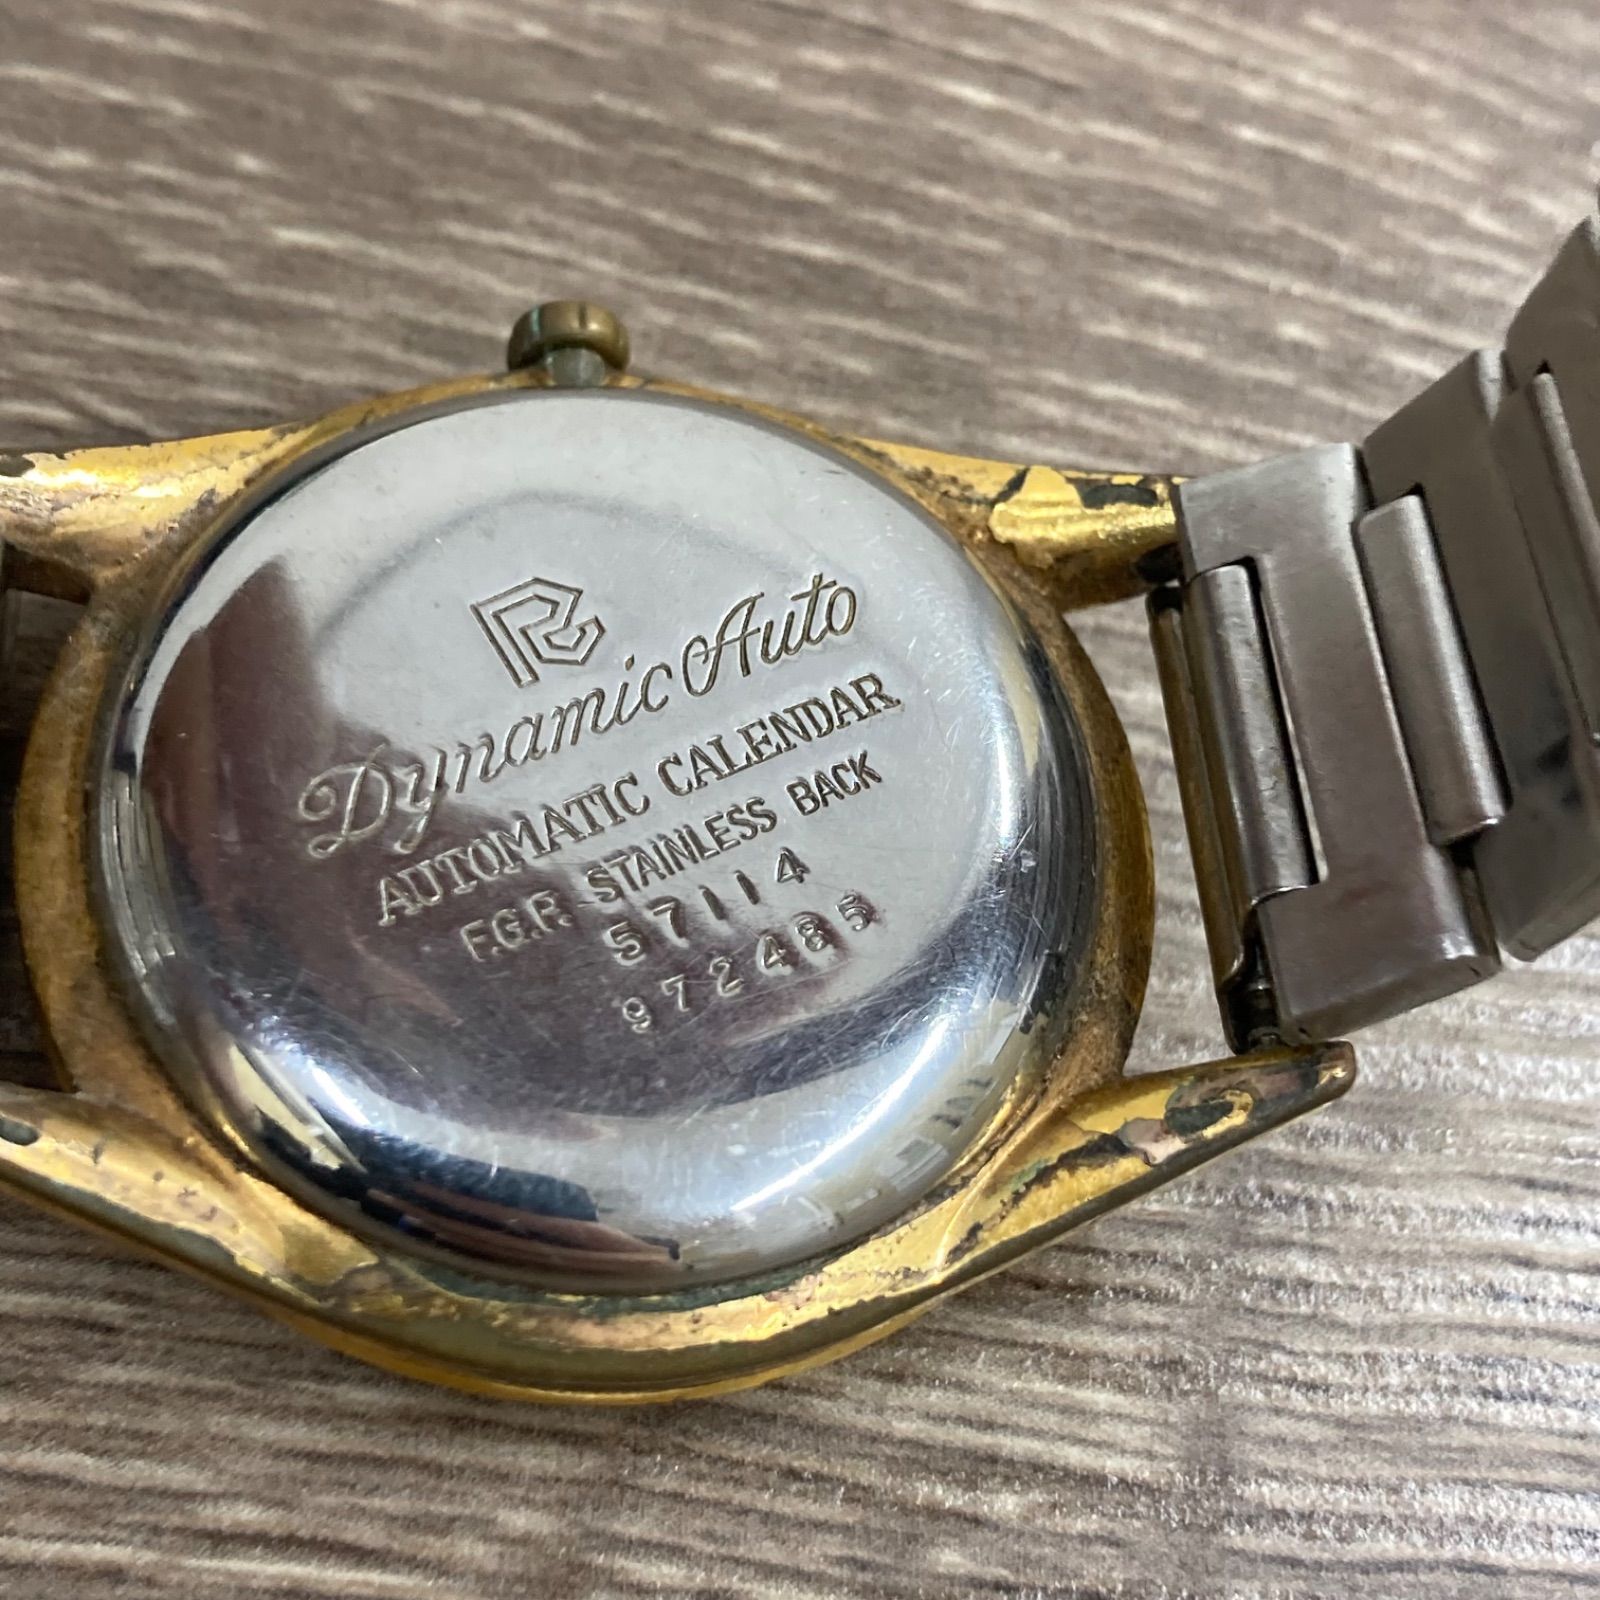 Dynamic Auto
AUTOMATIC CALENDAR
F.G.P. STAINLESS BACK
57114
972485